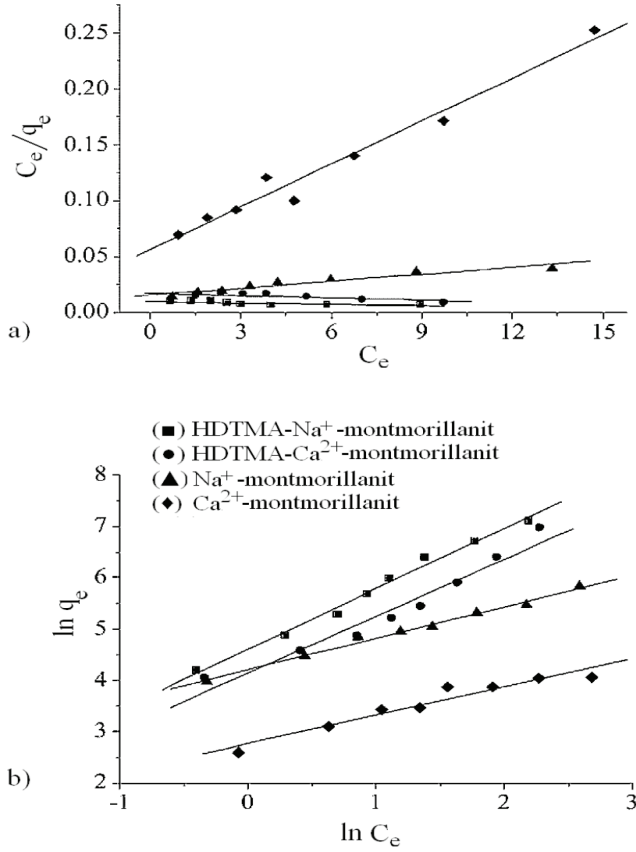 0.25
0.20
0.15
0.10
0.05
0.00
Ce/qe
0 3 6 9 12 15
a)
Ce
(■) HDTMA-Na⁺-montmorillanit
(●) HDTMA-Ca²⁺-montmorillanit
(▲) Na⁺-montmorillanit
(◆) Ca²⁺-montmorillanit
8
7
6
5
4
3
2
ln qe
-1 0 1 2 3
b)
ln Ce